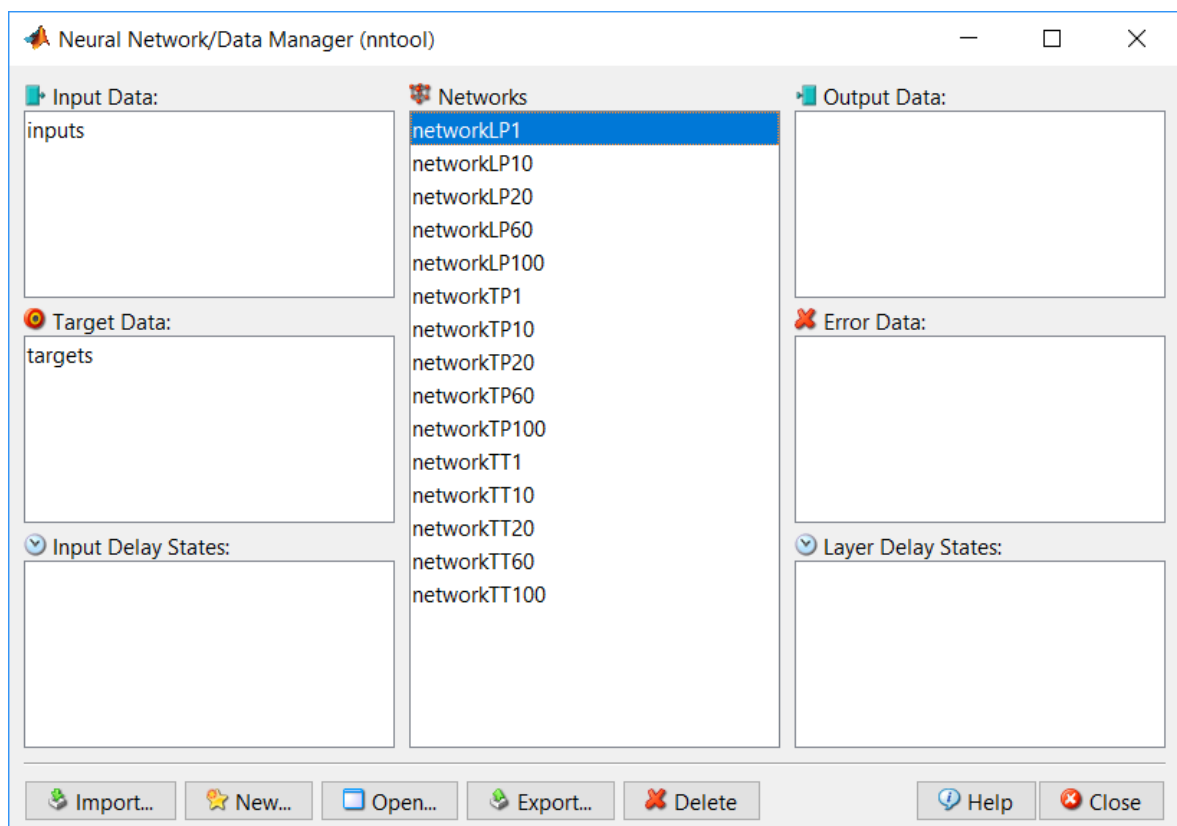 Neural Network/Data Manager (nntool)
Input Data:
inputs
Target Data:
targets
Input Delay States:
Networks
networkLP1
networkLP10
networkLP20
networkLP60
networkLP100
networkTP1
networkTP10
networkTP20
networkTP60
networkTP100
networkTT1
networkTT10
networkTT20
networkTT60
networkTT100
Output Data:
Error Data:
Layer Delay States:
Import...
New...
Open...
Export...
Delete
Help
Close